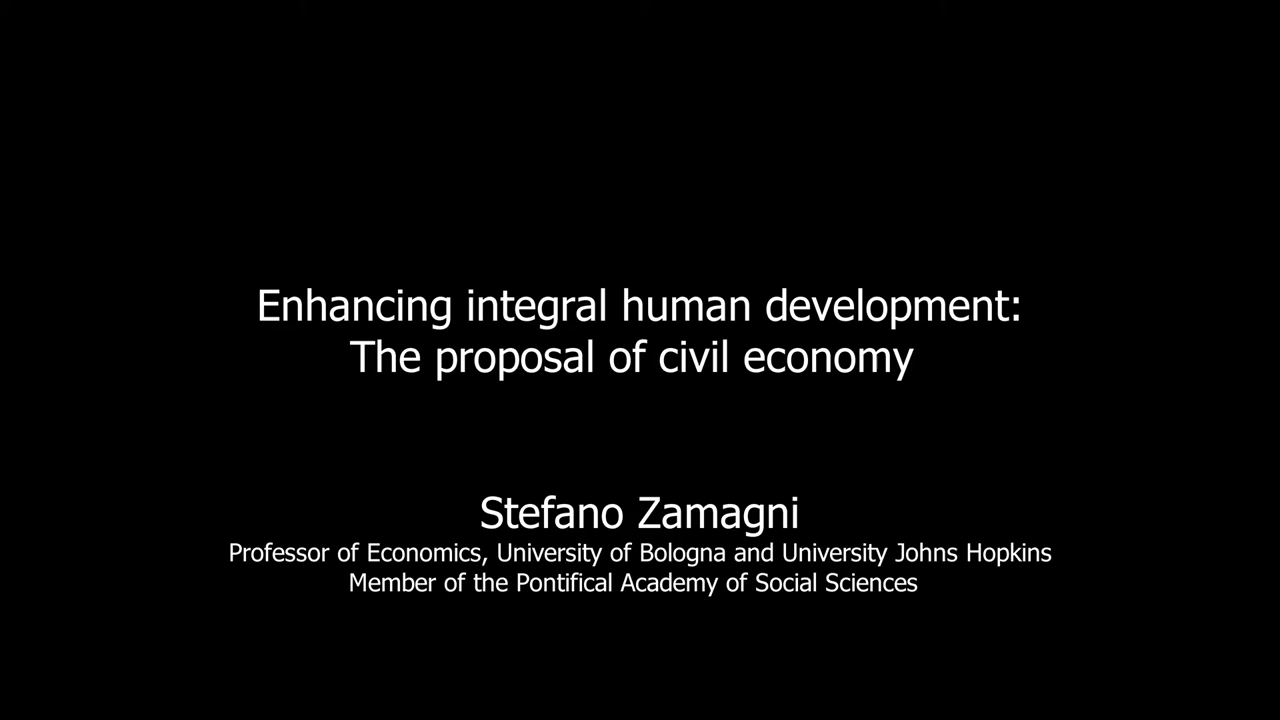 Enhancing integral human development:
The proposal of civil economy
Stefano Zamagni
Professor of Economics, University of Bologna and University Johns Hopkins
Member of the Pontifical Academy of Social Sciences